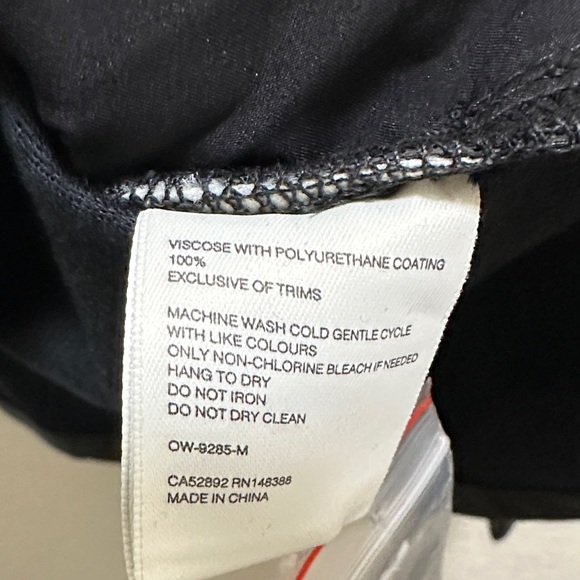 VISCOSE WITH POLYURETHANE COATING
100%
EXCLUSIVE OF TRIMS
MACHINE WASH COLD GENTLE CYCLE
WITH LIKE COLOURS
ONLY NON-CHLORINE BLEACH IF NEEDED
HANG TO DRY
DO NOT IRON
DO NOT DRY CLEAN
OW-9285-M
CA52892 RN148386
MADE IN CHINA